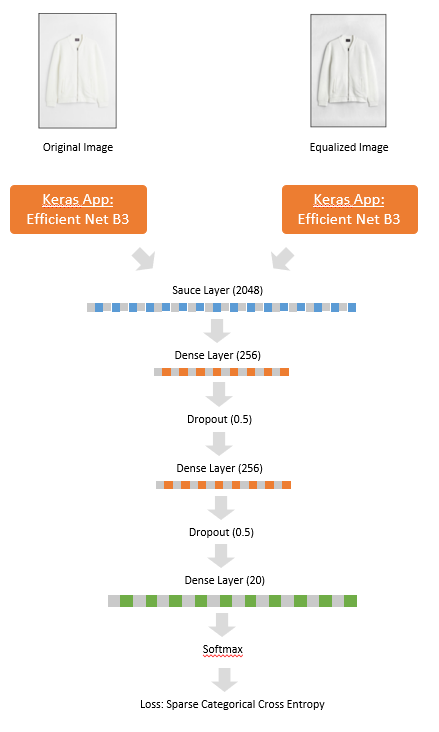 Original Image
Equalized Image
Keras App:
Efficient Net B3
Keras App:
Efficient Net B3
Sauce Layer (2048)
Dense Layer (256)
Dropout (0.5)
Dense Layer (256)
Dropout (0.5)
Dense Layer (20)
Softmax
Loss: Sparse Categorical Cross Entropy